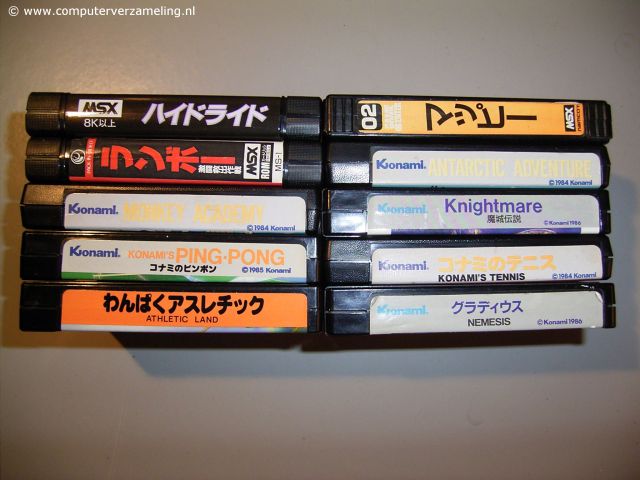 © www.computerverzameling.nl
MSX
8K以上
ハイドライド
ランボー
MSX
ROM
MS-1
Konami
MONKEY ACADEMY
©1984 Konami
Konami
KONAMI'S PING·PONG
コナミのピンポン
©1985 Konami
わんぱくアスレチック
ATHLETIC LAND
02
マッピー
MSX
namcot
Konami
ANTARCTIC ADVENTURE
©1984 Konami
Konami
Knightmare
魔城伝説
©Konami 1986
Konami
コナミのテニス
KONAMI'S TENNIS
©1984 Konami
Konami
グラディウス
NEMESIS
©Konami 1986